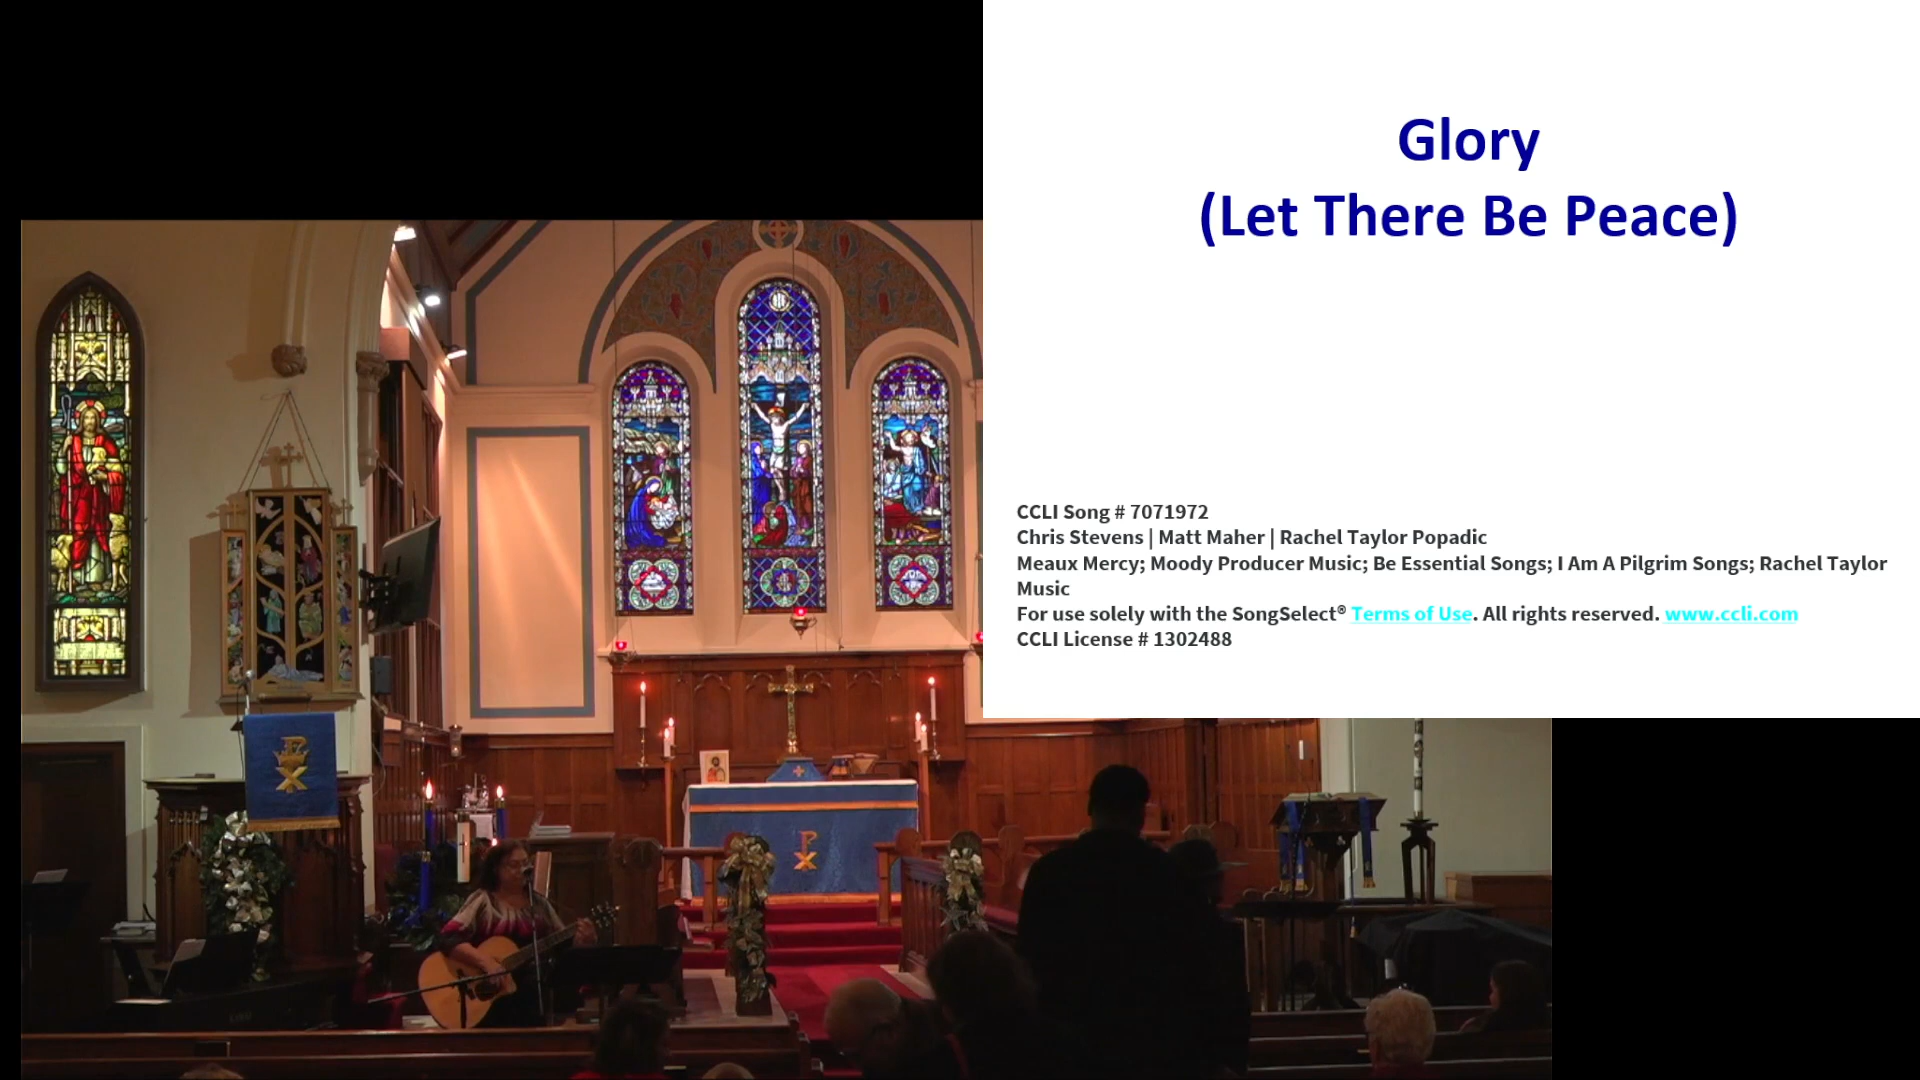 Glory
(Let There Be Peace)
CCLI Song # 7071972
Chris Stevens | Matt Maher | Rachel Taylor Popadic
Meaux Mercy; Moody Producer Music; Be Essential Songs; I Am A Pilgrim Songs; Rachel Taylor
Music
For use solely with the SongSelect® Terms of Use. All rights reserved. www.ccli.com
CCLI License # 1302488